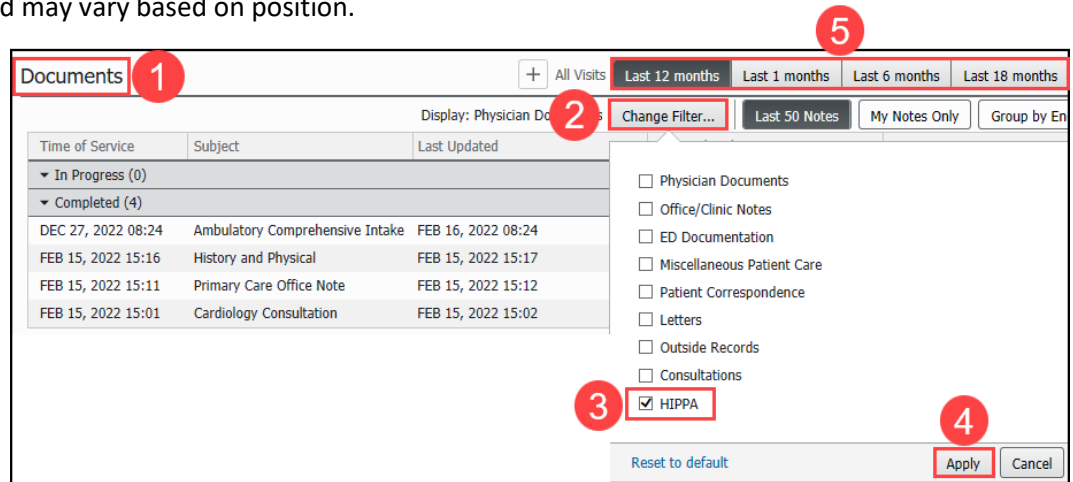 d may vary based on position.
5
Documents 1 + All Visits Last 12 months Last 1 months Last 6 months Last 18 months
Display: Physician Do 2 Change Filter... Last 50 Notes My Notes Only Group by En
Time of Service Subject Last Updated
In Progress (0)
Completed (4)
DEC 27, 2022 08:24 Ambulatory Comprehensive Intake FEB 16, 2022 08:24
FEB 15, 2022 15:16 History and Physical FEB 15, 2022 15:17
FEB 15, 2022 15:11 Primary Care Office Note FEB 15, 2022 15:12
FEB 15, 2022 15:01 Cardiology Consultation FEB 15, 2022 15:02
Physician Documents
Office/Clinic Notes
ED Documentation
Miscellaneous Patient Care
Patient Correspondence
Letters
Outside Records
Consultations
3 HIPPA
4
Reset to default Apply Cancel